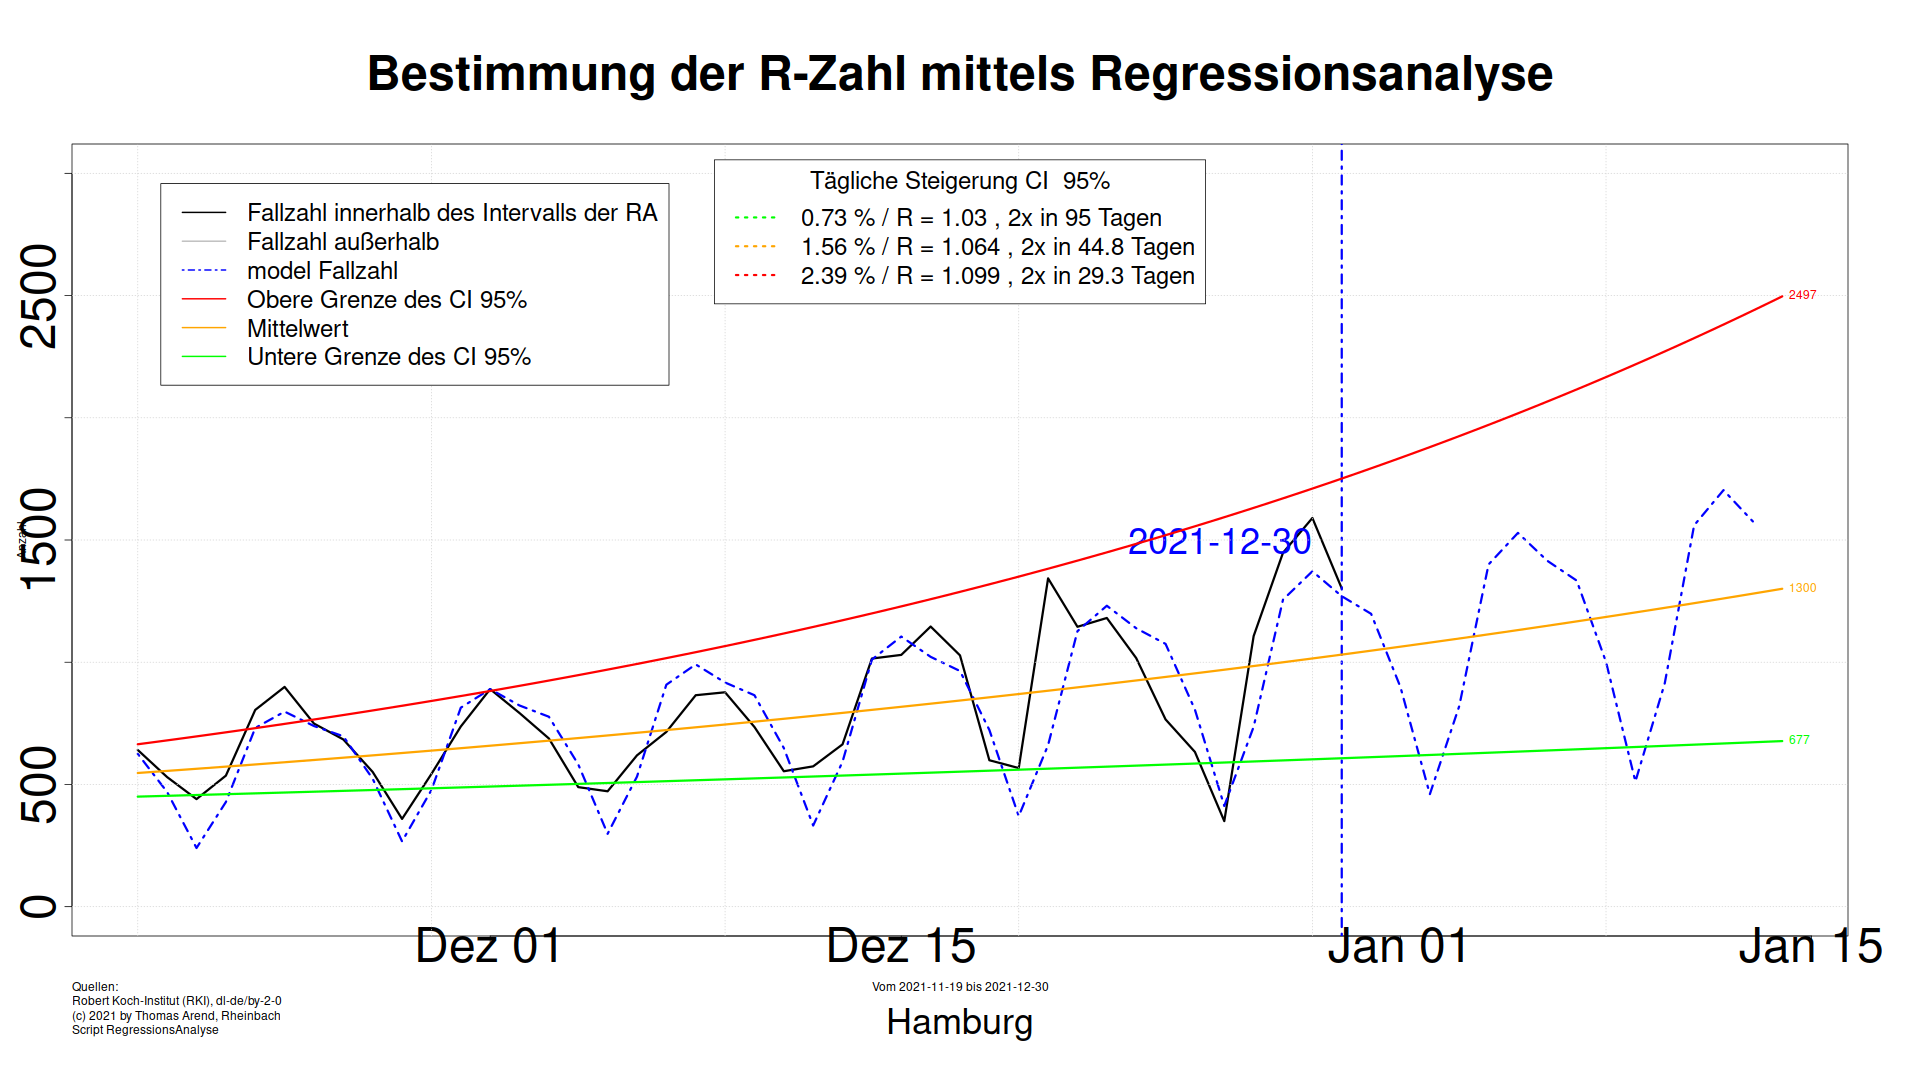 Bestimmung der R-Zahl mittels Regressionsanalyse
Fallzahl innerhalb des Intervalls der RA
Fallzahl außerhalb
model Fallzahl
Obere Grenze des CI 95%
Mittelwert
Untere Grenze des CI 95%
Tägliche Steigerung CI  95%
0.73 % / R = 1.03 , 2x in 95 Tagen
1.56 % / R = 1.064 , 2x in 44.8 Tagen
2.39 % / R = 1.099 , 2x in 29.3 Tagen
2500
1500
500
0
Anzahl
2021-12-30
2497
1300
677
Dez 01
Dez 15
Jan 01
Jan 15
Quellen:
Robert Koch-Institut (RKI), dl-de/by-2-0
(c) 2021 by Thomas Arend, Rheinbach
Script RegressionsAnalyse
Vom 2021-11-19 bis 2021-12-30
Hamburg